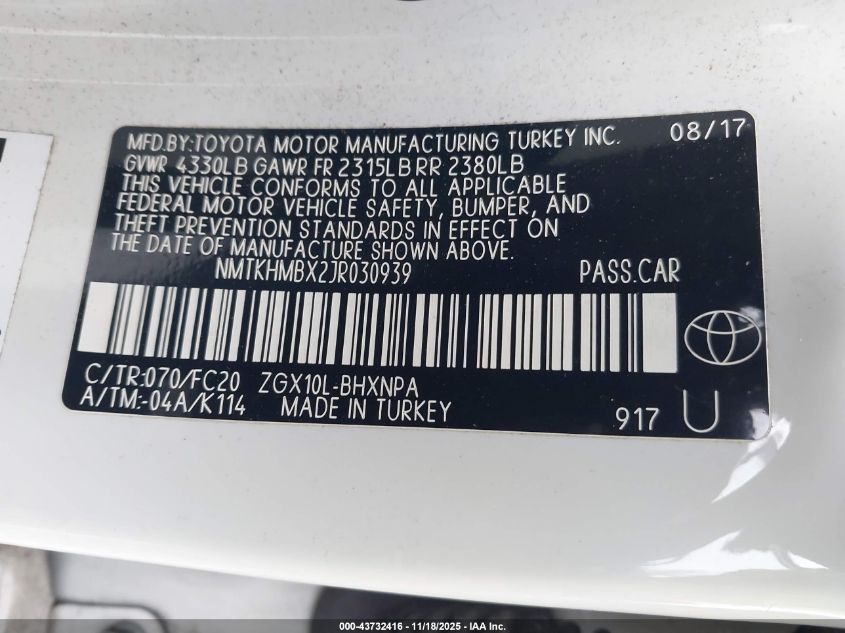 MFD.BY:TOYOTA MOTOR MANUFACTURING TURKEY INC. 08/17
GVWR 4330LB GAWR FR 2315LB RR 2380LB
THIS VEHICLE CONFORMS TO ALL APPLICABLE
FEDERAL MOTOR VEHICLE SAFETY, BUMPER, AND
THEFT PREVENTION STANDARDS IN EFFECT ON
THE DATE OF MANUFACTURE SHOWN ABOVE.
NMTKHMBX2JR030939 PASS.CAR
C/TR:070/FC20 ZGX10L-BHXNPA
A/TM:-04A/K114 MADE IN TURKEY 917 U
000-43732416 - 11/18/2025 - IAA Inc.